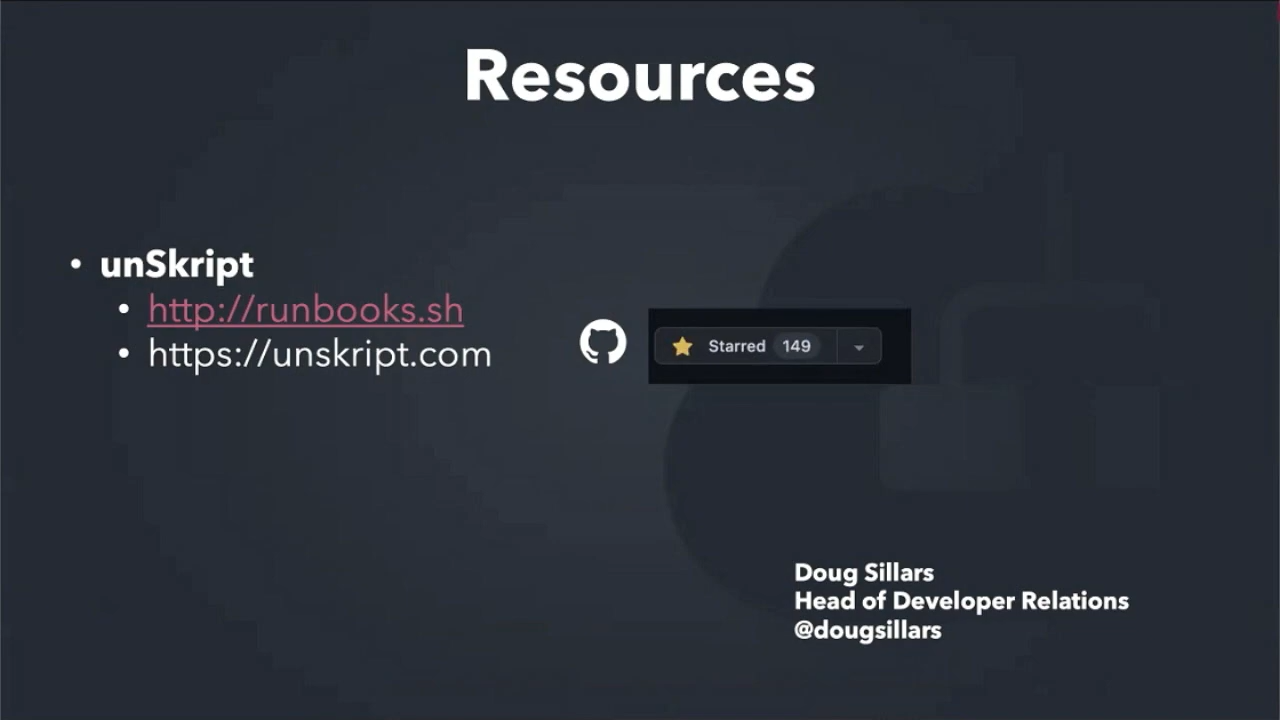 Resources
• unSkript
• http://runbooks.sh
• https://unskript.com
Starred 149
Doug Sillars
Head of Developer Relations
@dougsillars